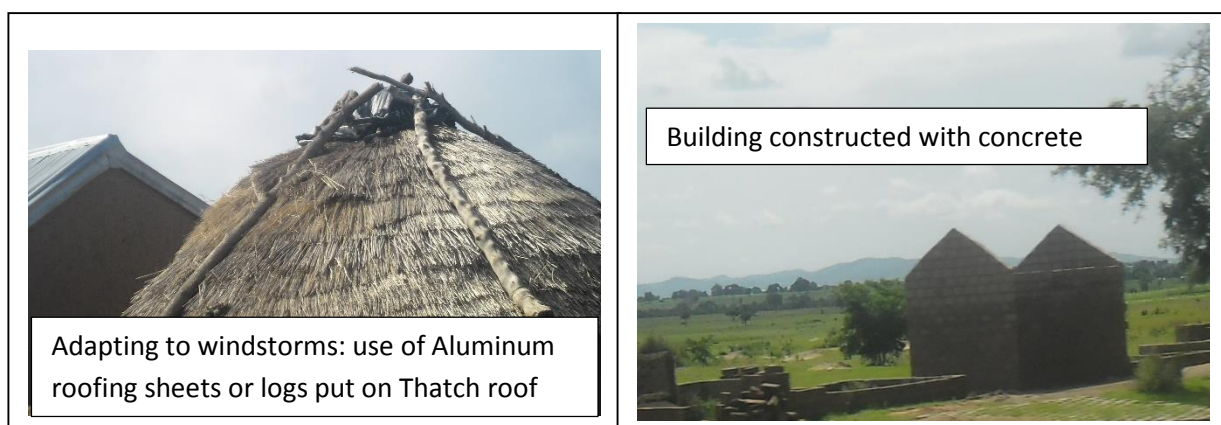 Adapting to windstorms: use of Aluminum
roofing sheets or logs put on Thatch roof
Building constructed with concrete